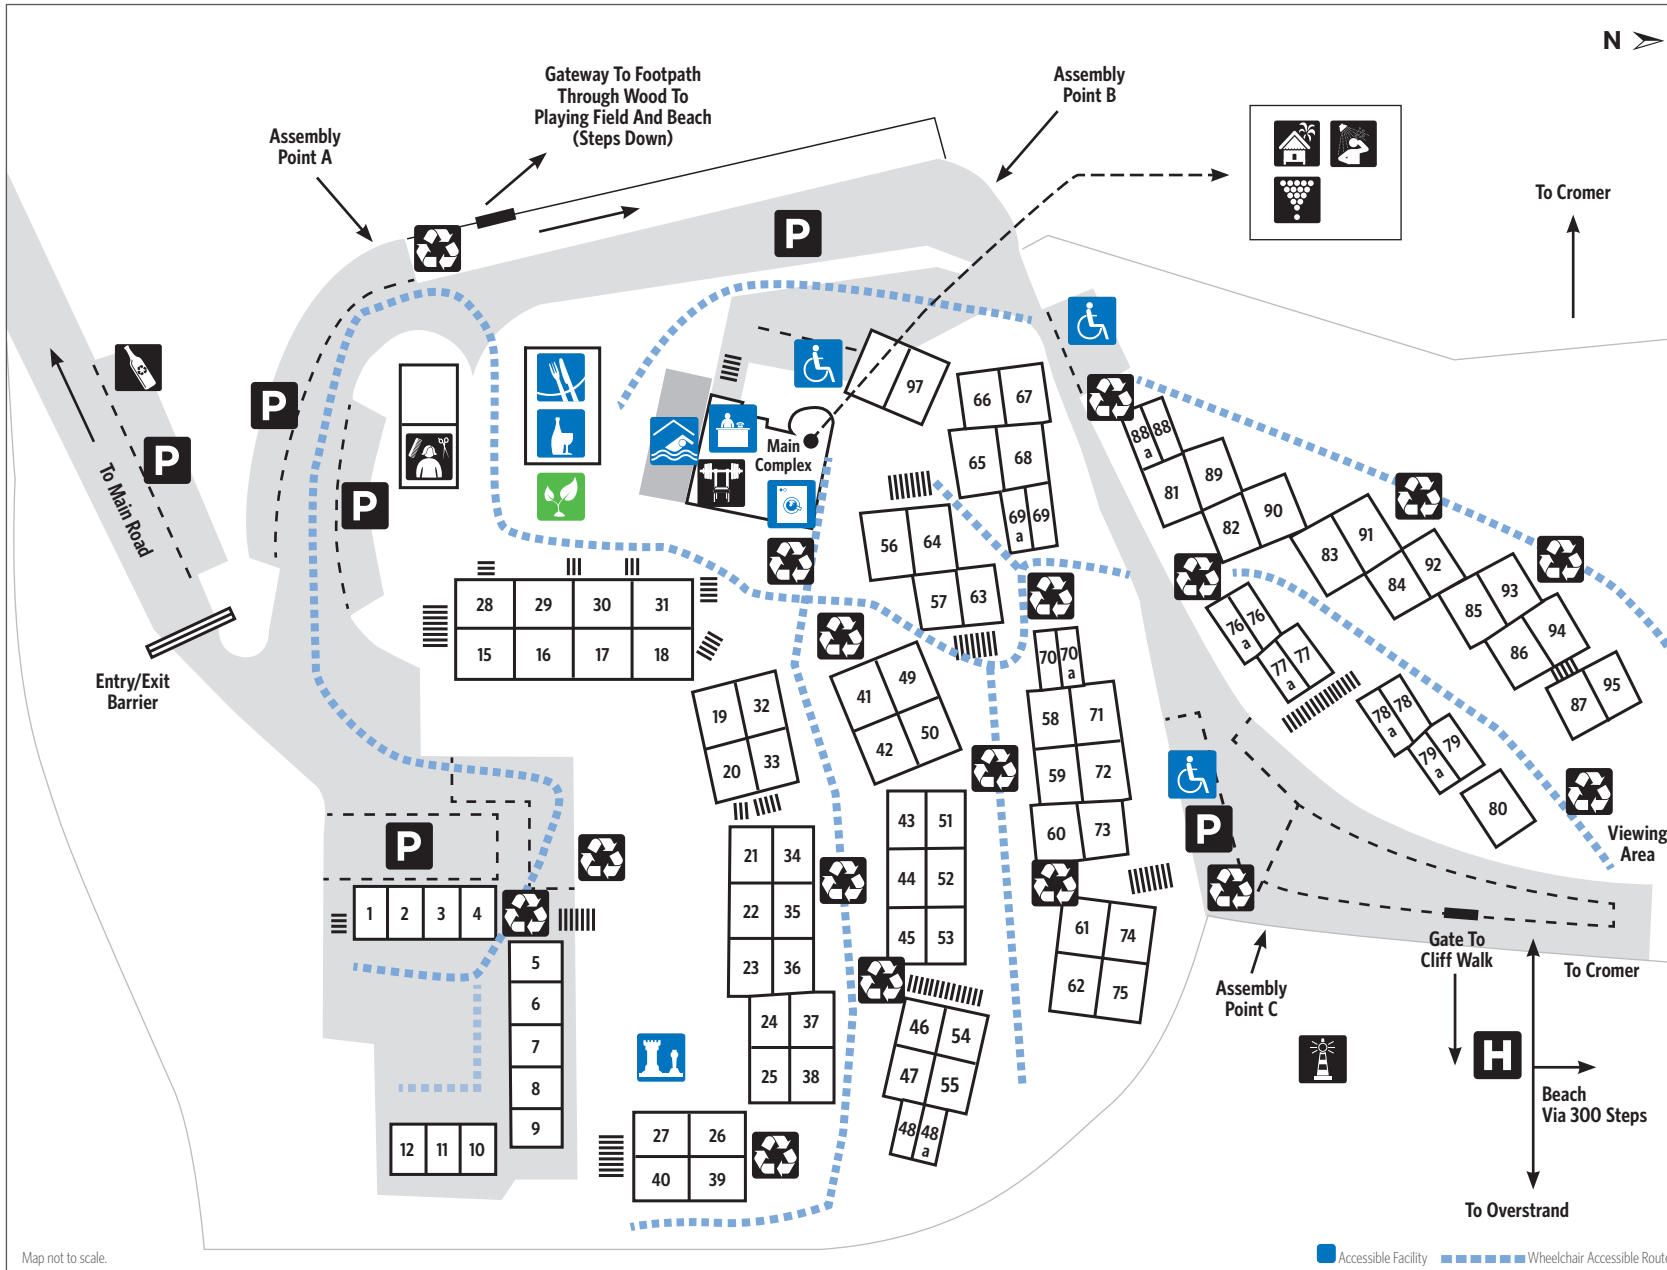 N
Gateway To Footpath
Through Wood To
Playing Field And Beach
(Steps Down)
Assembly
Point B
Assembly
Point A
To Cromer
P
P
P
P
To Main Road
97
66
67
65
68
69
a
69
Main
Complex
88
a
88
81
89
82
90
83
91
84
92
85
93
86
94
87
95
56
64
57
63
28
29
30
31
15
16
17
18
Entry/Exit
Barrier
76
a
76
77
a
77
78
a
78
79
a
79
80
70
70
a
58
71
59
72
60
73
41
49
42
50
19
32
20
33
P
P
Viewing
Area
43
51
44
52
45
53
21
34
22
35
23
36
24
37
25
38
1
2
3
4
5
6
7
8
9
12
11
10
61
74
62
75
46
54
47
55
48
48
a
27
26
40
39
Gate To
Cliff Walk
To Cromer
Assembly
Point C
H
Beach
Via 300 Steps
To Overstrand
Map not to scale.
Accessible Facility
Wheelchair Accessible Route